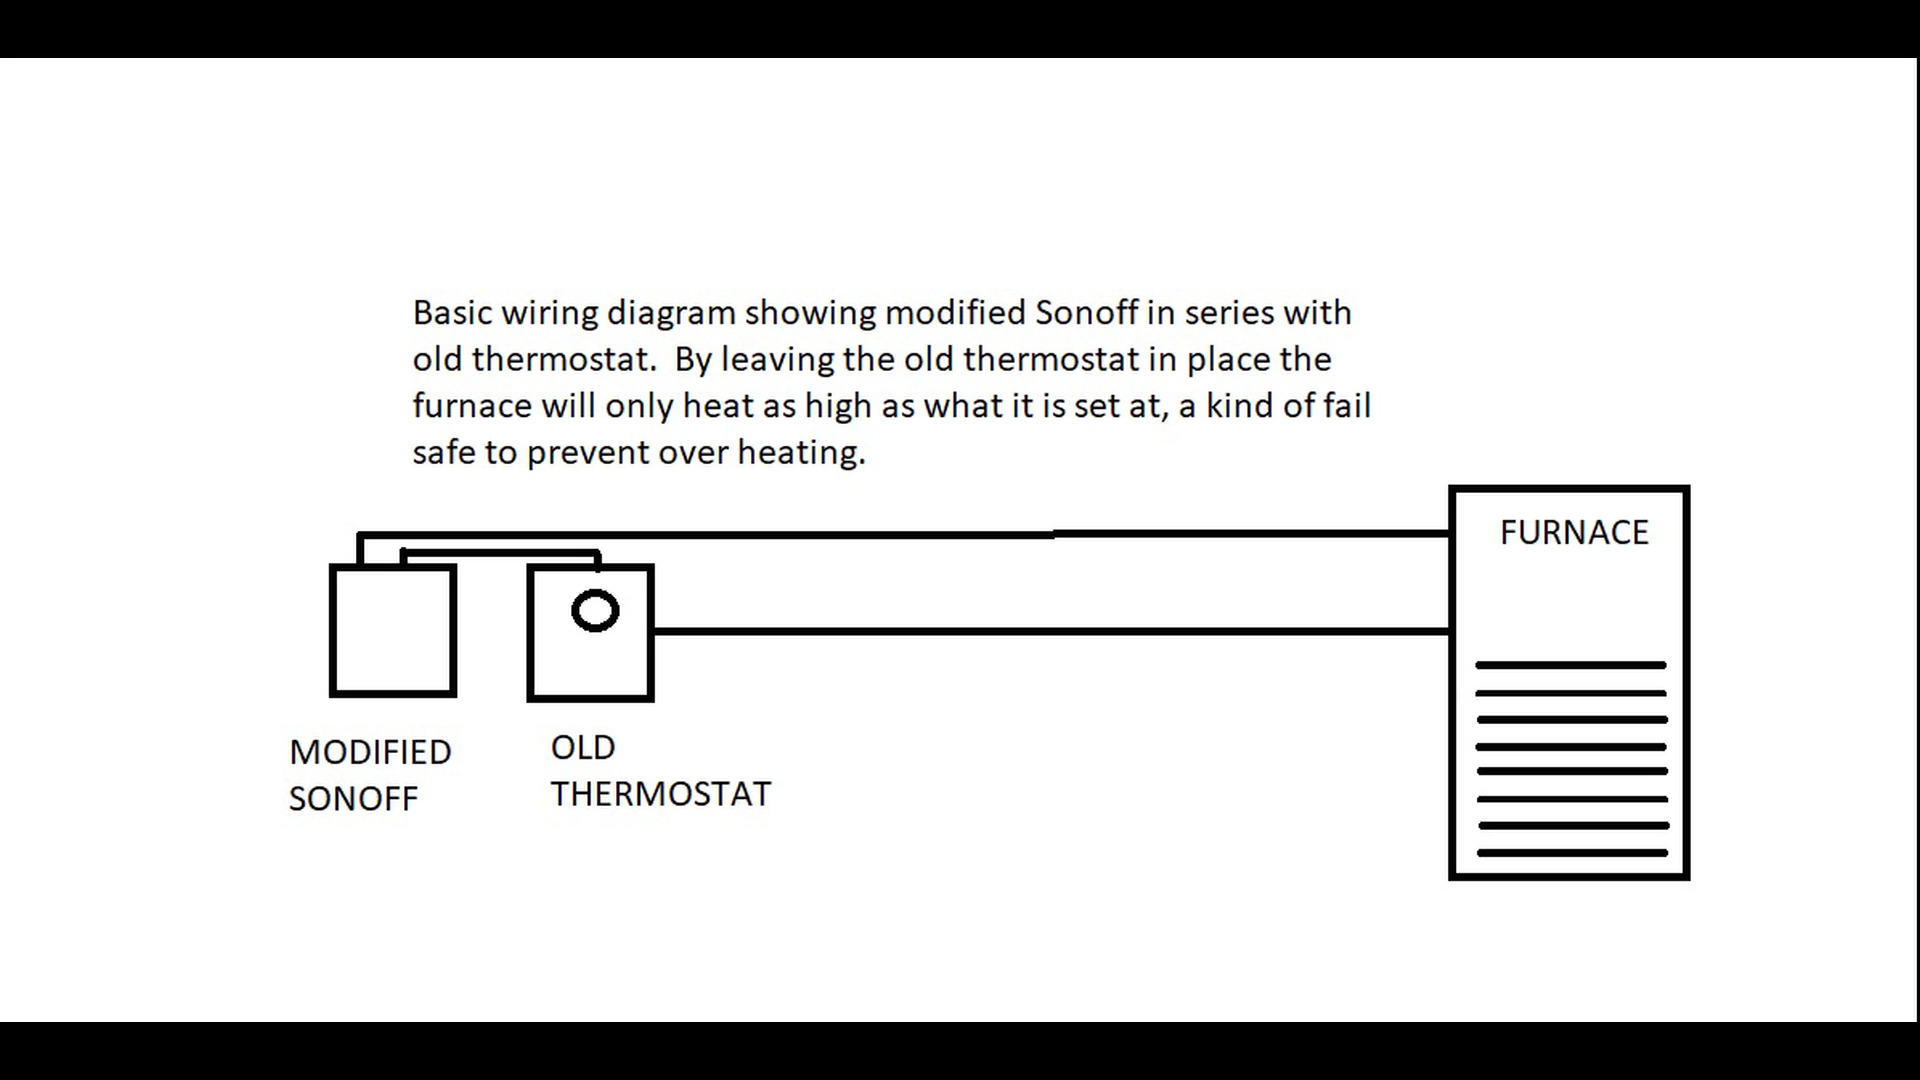 Basic wiring diagram showing modified Sonoff in series with
old thermostat.  By leaving the old thermostat in place the
furnace will only heat as high as what it is set at, a kind of fail
safe to prevent over heating.
FURNACE
MODIFIED
SONOFF
OLD
THERMOSTAT